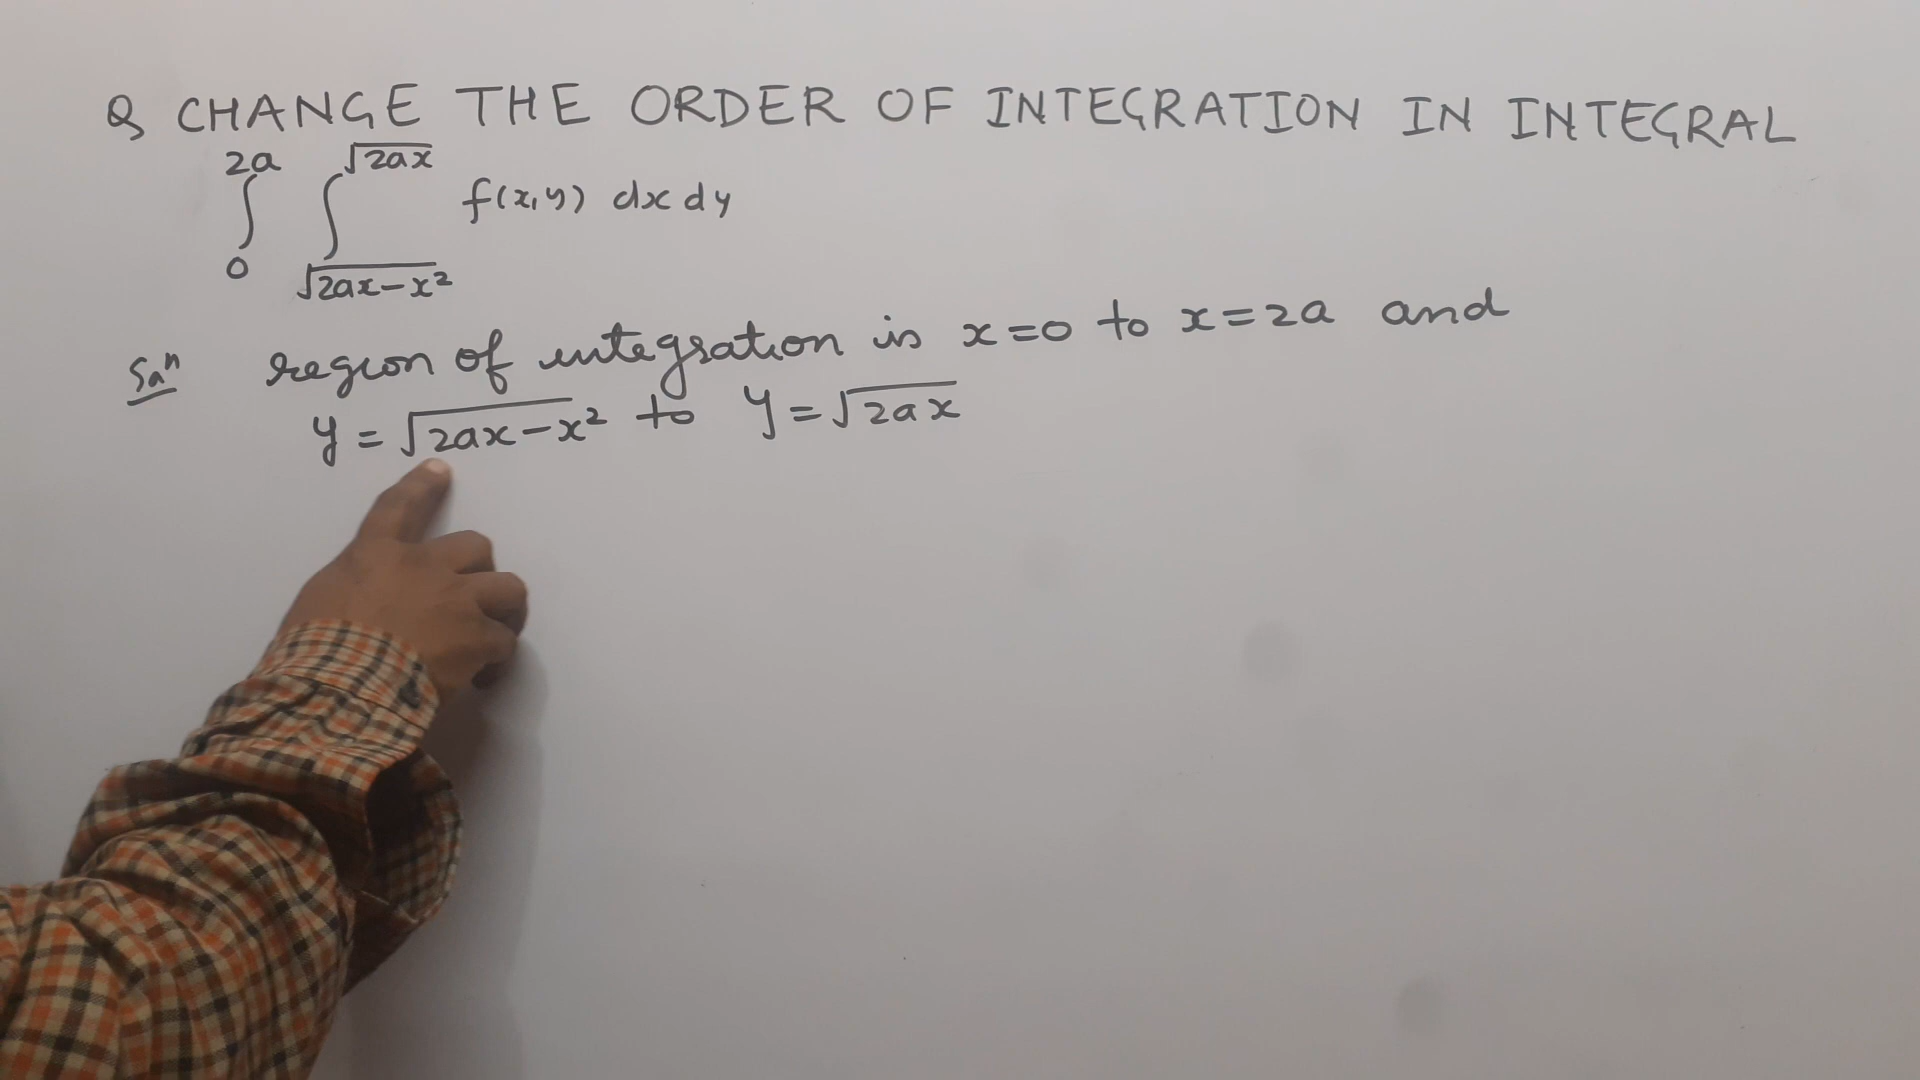 Q CHANGE THE ORDER OF INTEGRATION IN INTEGRAL
∫₀^{2a} ∫_{√(2ax-x²)}^{√(2ax)} f(x,y) dx dy
Solⁿ region of integration is x=0 to x=2a and
y = √(2ax-x²) to y = √(2ax)